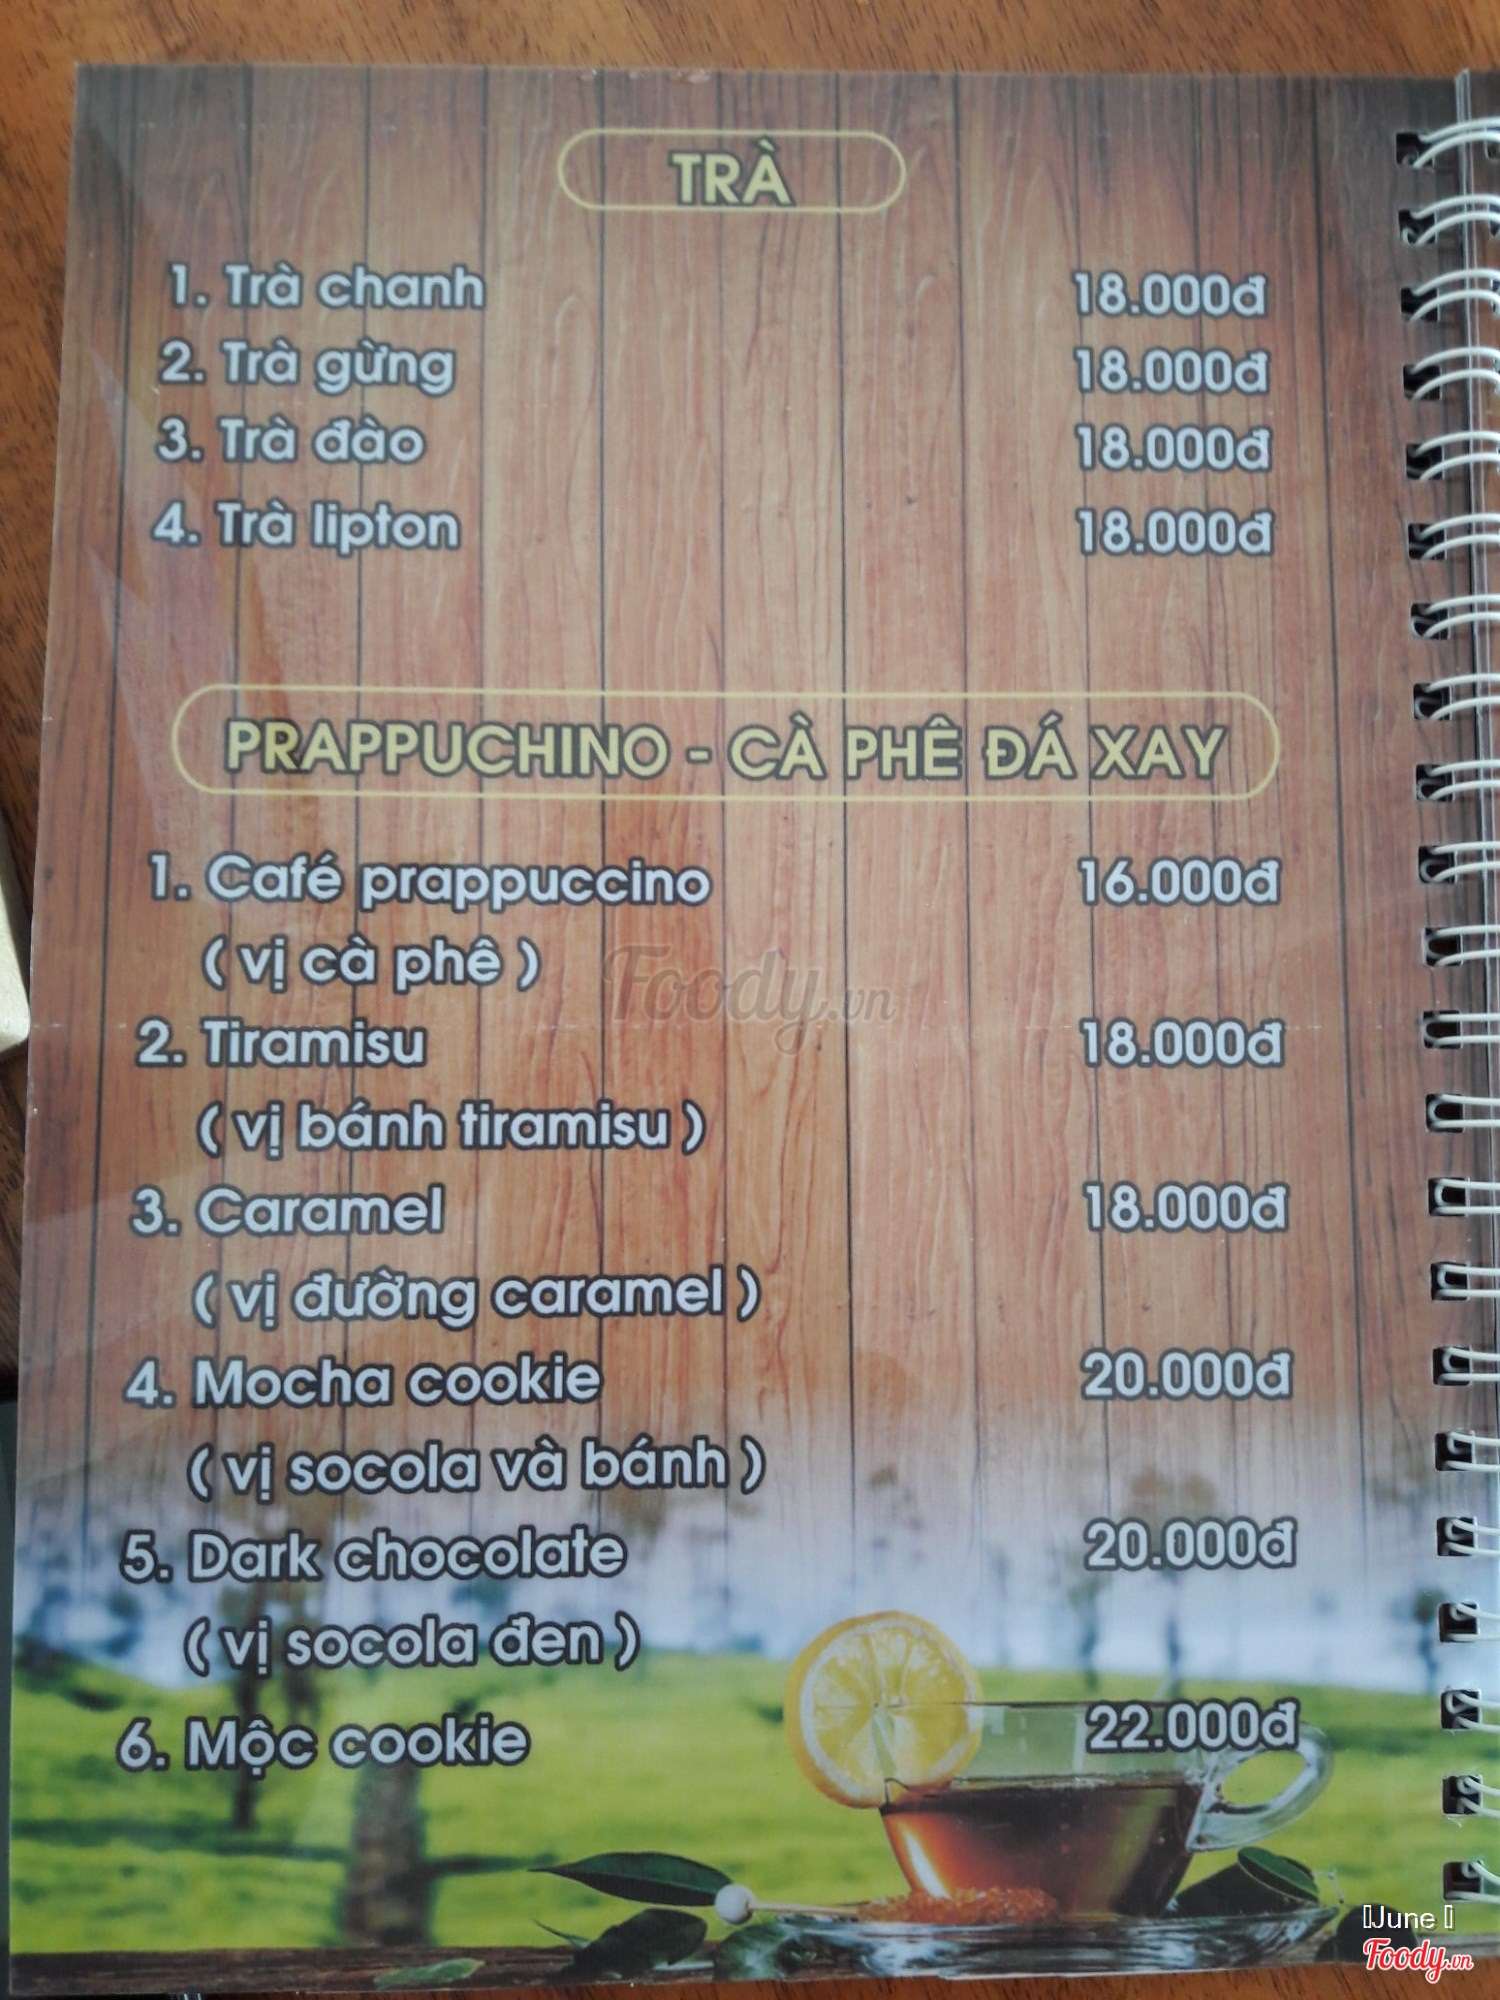 TRÀ
1. Trà chanh 18.000đ
2. Trà gừng 18.000đ
3. Trà đào 18.000đ
4. Trà lipton 18.000đ
PRAPPUCHINO - CÀ PHÊ ĐÁ XAY
1. Café prappuccino 16.000đ
( vị cà phê )
Foody.vn
2. Tiramisu 18.000đ
( vị bánh tiramisu )
3. Caramel 18.000đ
( vị đường caramel )
4. Mocha cookie 20.000đ
( vị socola và bánh )
5. Dark chocolate 20.000đ
( vị socola đen )
6. Mộc cookie 22.000đ
June
Foody.vn